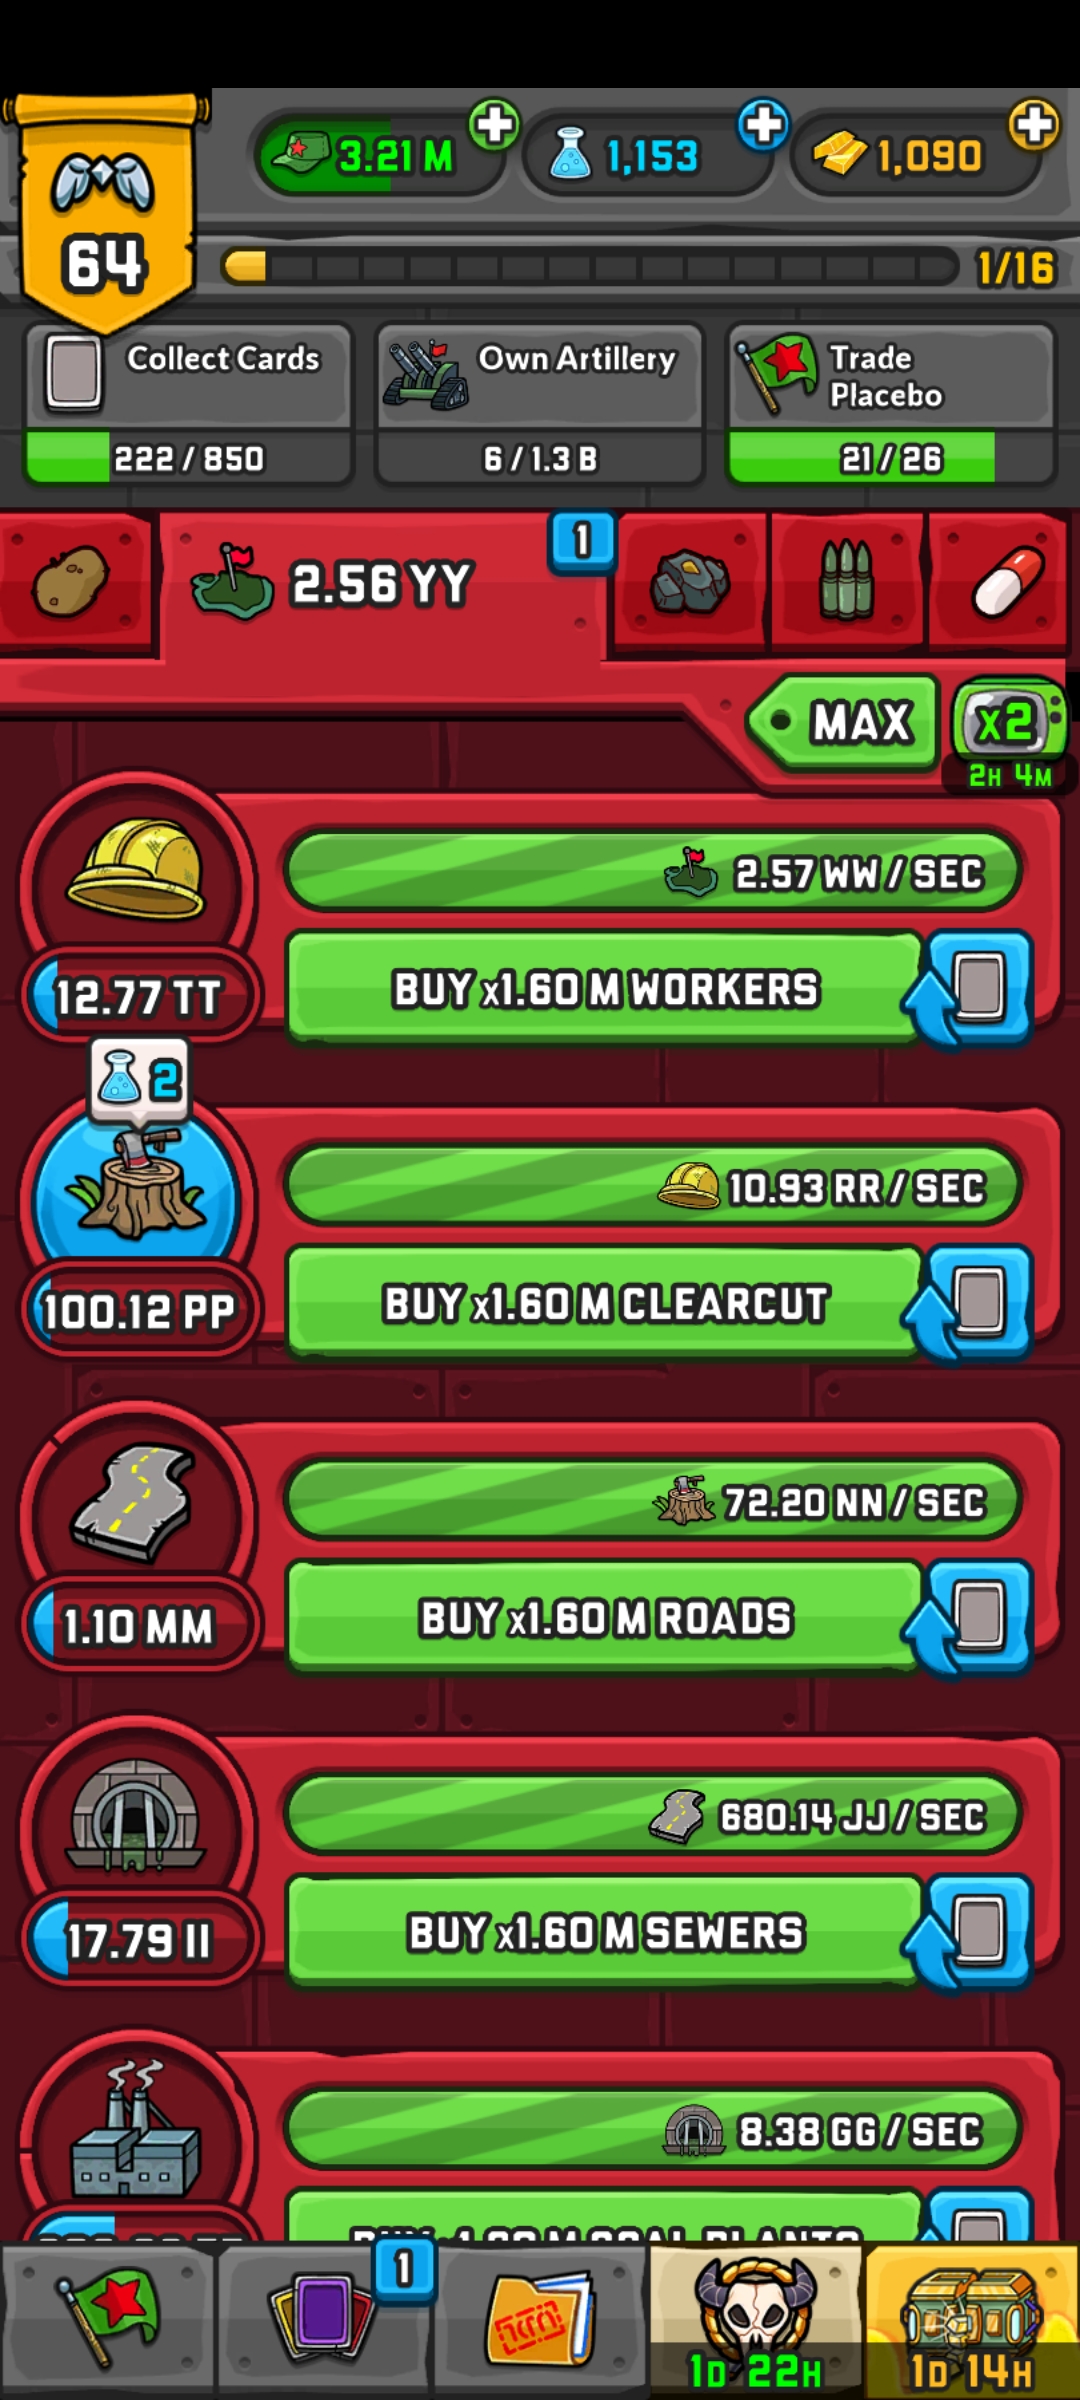 3.21 M
1,153
1,090
64
1/16
Collect Cards
222 / 850
Own Artillery
6 / 1.3 B
Trade
Placebo
21 / 26
2.56 YY
1
MAX
x2
2H 4M
2.57 WW / SEC
12.77 TT
BUY x1.60 M WORKERS
2
10.93 RR / SEC
100.12 PP
BUY x1.60 M CLEARCUT
72.20 NN / SEC
1.10 MM
BUY x1.60 M ROADS
680.14 JJ / SEC
17.79 II
BUY x1.60 M SEWERS
8.38 GG / SEC
COAL PLANTS
1
1D 22H
1D 14H